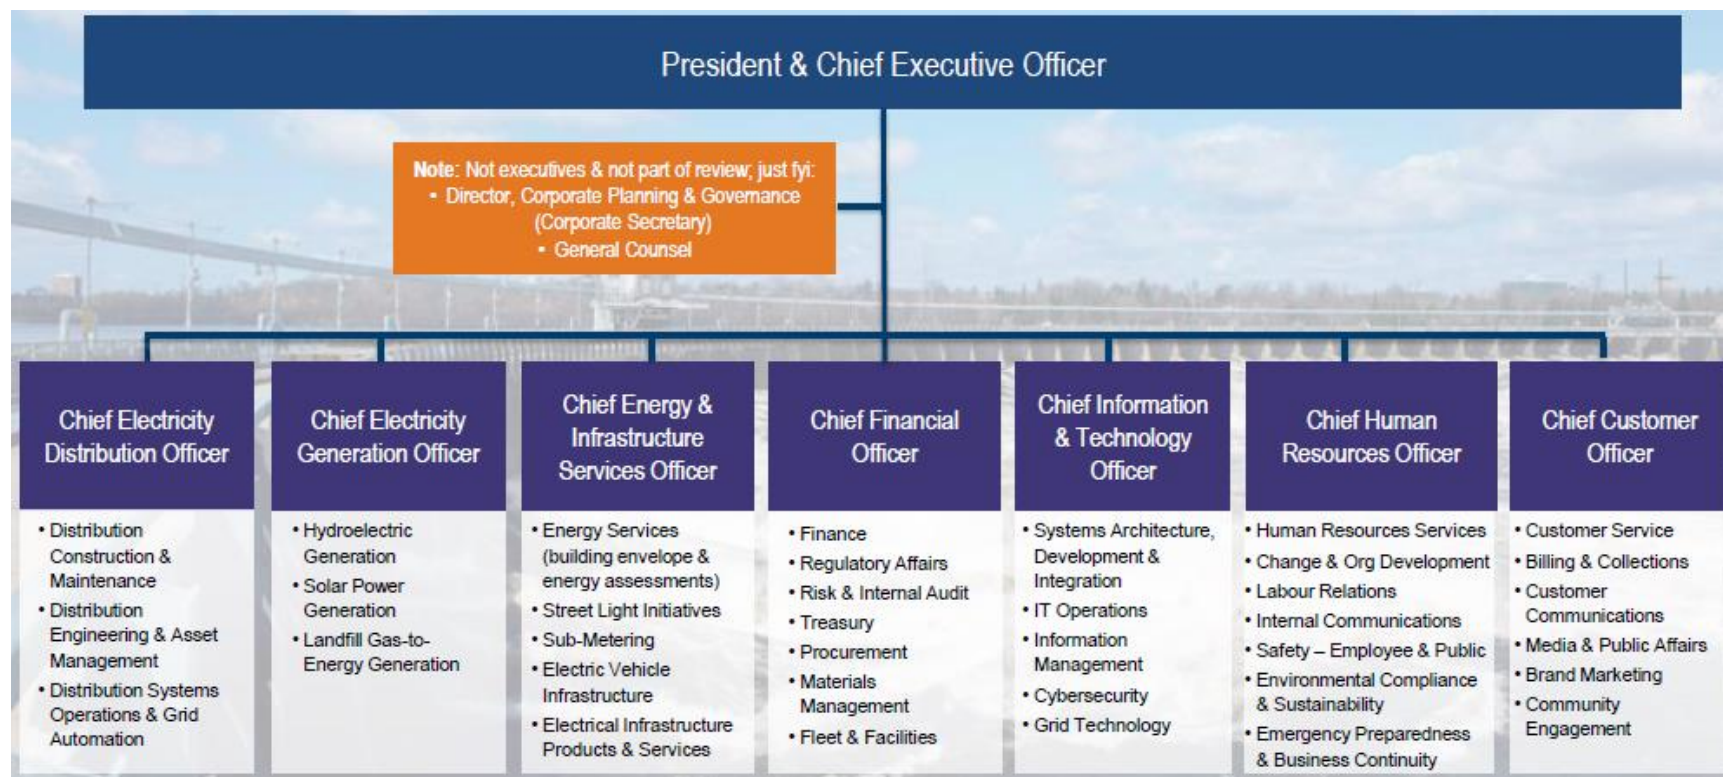 President & Chief Executive Officer
Note: Not executives & not part of review; just fyi:
▪ Director, Corporate Planning & Governance
(Corporate Secretary)
▪ General Counsel
Chief Electricity
Distribution Officer
• Distribution
Construction &
Maintenance
• Distribution
Engineering & Asset
Management
• Distribution Systems
Operations & Grid
Automation
Chief Electricity
Generation Officer
• Hydroelectric
Generation
• Solar Power
Generation
• Landfill Gas-to-
Energy Generation
Chief Energy &
Infrastructure
Services Officer
• Energy Services
(building envelope &
energy assessments)
• Street Light Initiatives
• Sub-Metering
• Electric Vehicle
Infrastructure
• Electrical Infrastructure
Products & Services
Chief Financial
Officer
• Finance
• Regulatory Affairs
• Risk & Internal Audit
• Treasury
• Procurement
• Materials
Management
• Fleet & Facilities
Chief Information
& Technology
Officer
• Systems Architecture,
Development &
Integration
• IT Operations
• Information
Management
• Cybersecurity
• Grid Technology
Chief Human
Resources Officer
• Human Resources Services
• Change & Org Development
• Labour Relations
• Internal Communications
• Safety – Employee & Public
• Environmental Compliance
& Sustainability
• Emergency Preparedness
& Business Continuity
Chief Customer
Officer
• Customer Service
• Billing & Collections
• Customer
Communications
• Media & Public Affairs
• Brand Marketing
• Community
Engagement